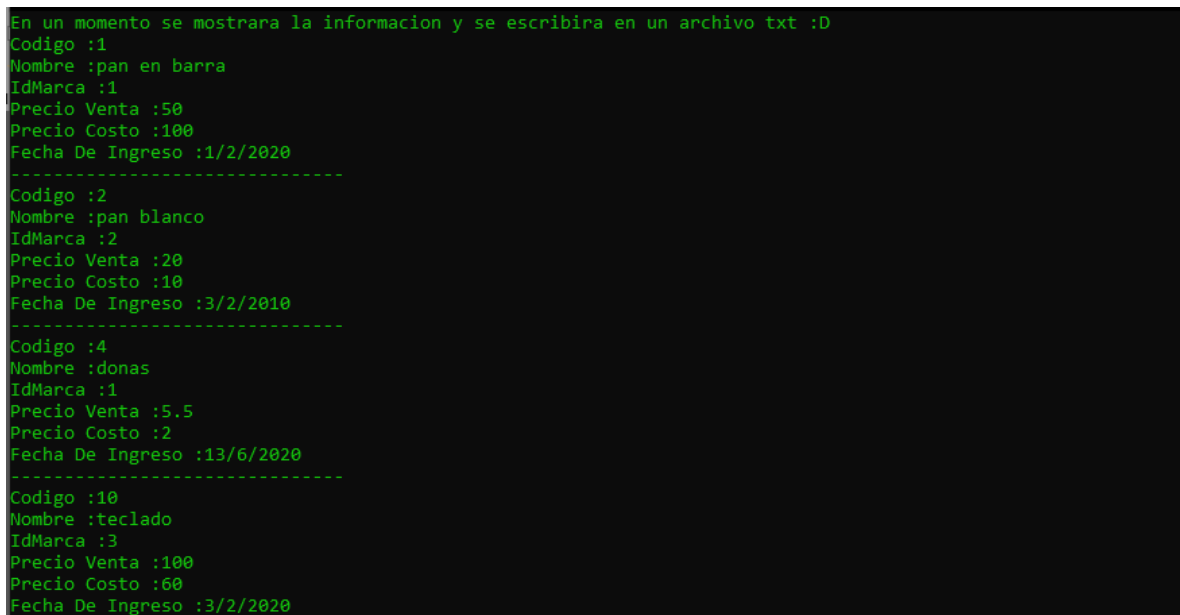 En un momento se mostrara la informacion y se escribira en un archivo txt :D
Codigo :1
Nombre :pan en barra
IdMarca :1
Precio Venta :50
Precio Costo :100
Fecha De Ingreso :1/2/2020
-------------------------------
Codigo :2
Nombre :pan blanco
IdMarca :2
Precio Venta :20
Precio Costo :10
Fecha De Ingreso :3/2/2010
-------------------------------
Codigo :4
Nombre :donas
IdMarca :1
Precio Venta :5.5
Precio Costo :2
Fecha De Ingreso :13/6/2020
-------------------------------
Codigo :10
Nombre :teclado
IdMarca :3
Precio Venta :100
Precio Costo :60
Fecha De Ingreso :3/2/2020